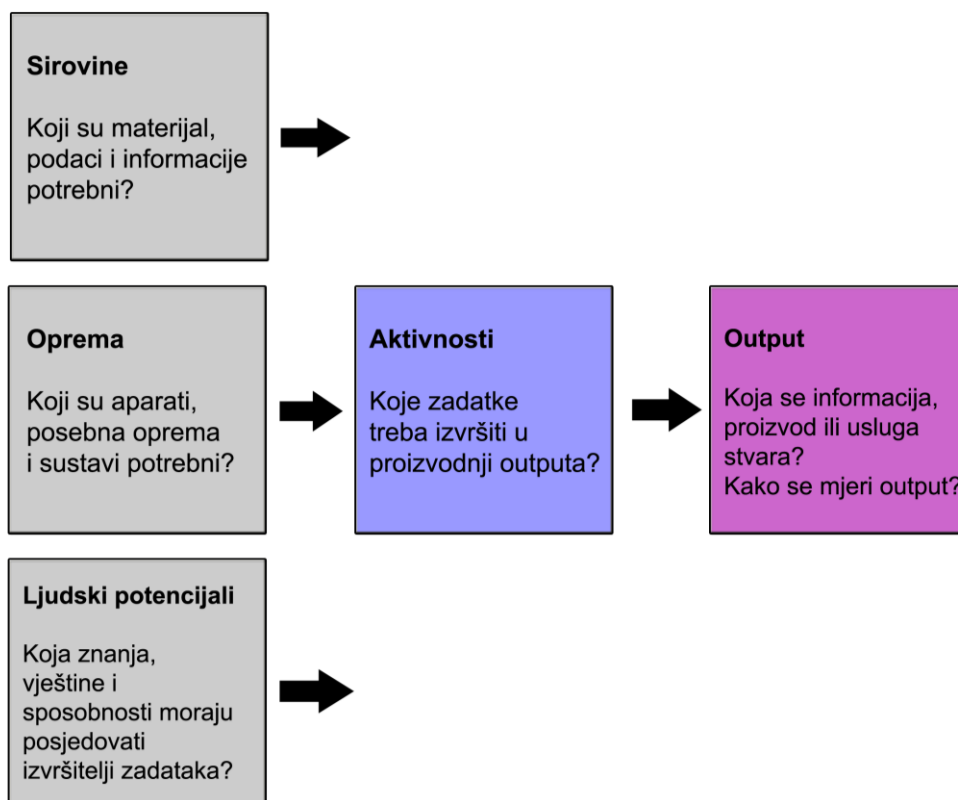 Sirovine
Koji su materijal,
podaci i informacije
potrebni?
Oprema
Koji su aparati,
posebna oprema
i sustavi potrebni?
Aktivnosti
Koje zadatke
treba izvršiti u
proizvodnji outputa?
Output
Koja se informacija,
proizvod ili usluga
stvara?
Kako se mjeri output?
Ljudski potencijali
Koja znanja,
vještine i
sposobnosti moraju
posjedovati
izvršitelji zadataka?